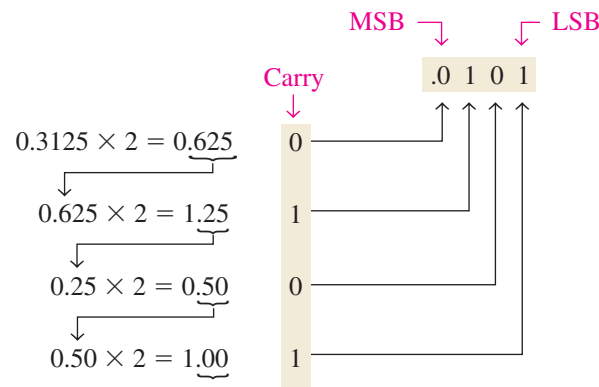 MSB LSB
.0 1 0 1
Carry
0.3125 × 2 = 0.625 0
0.625 × 2 = 1.25 1
0.25 × 2 = 0.50 0
0.50 × 2 = 1.00 1